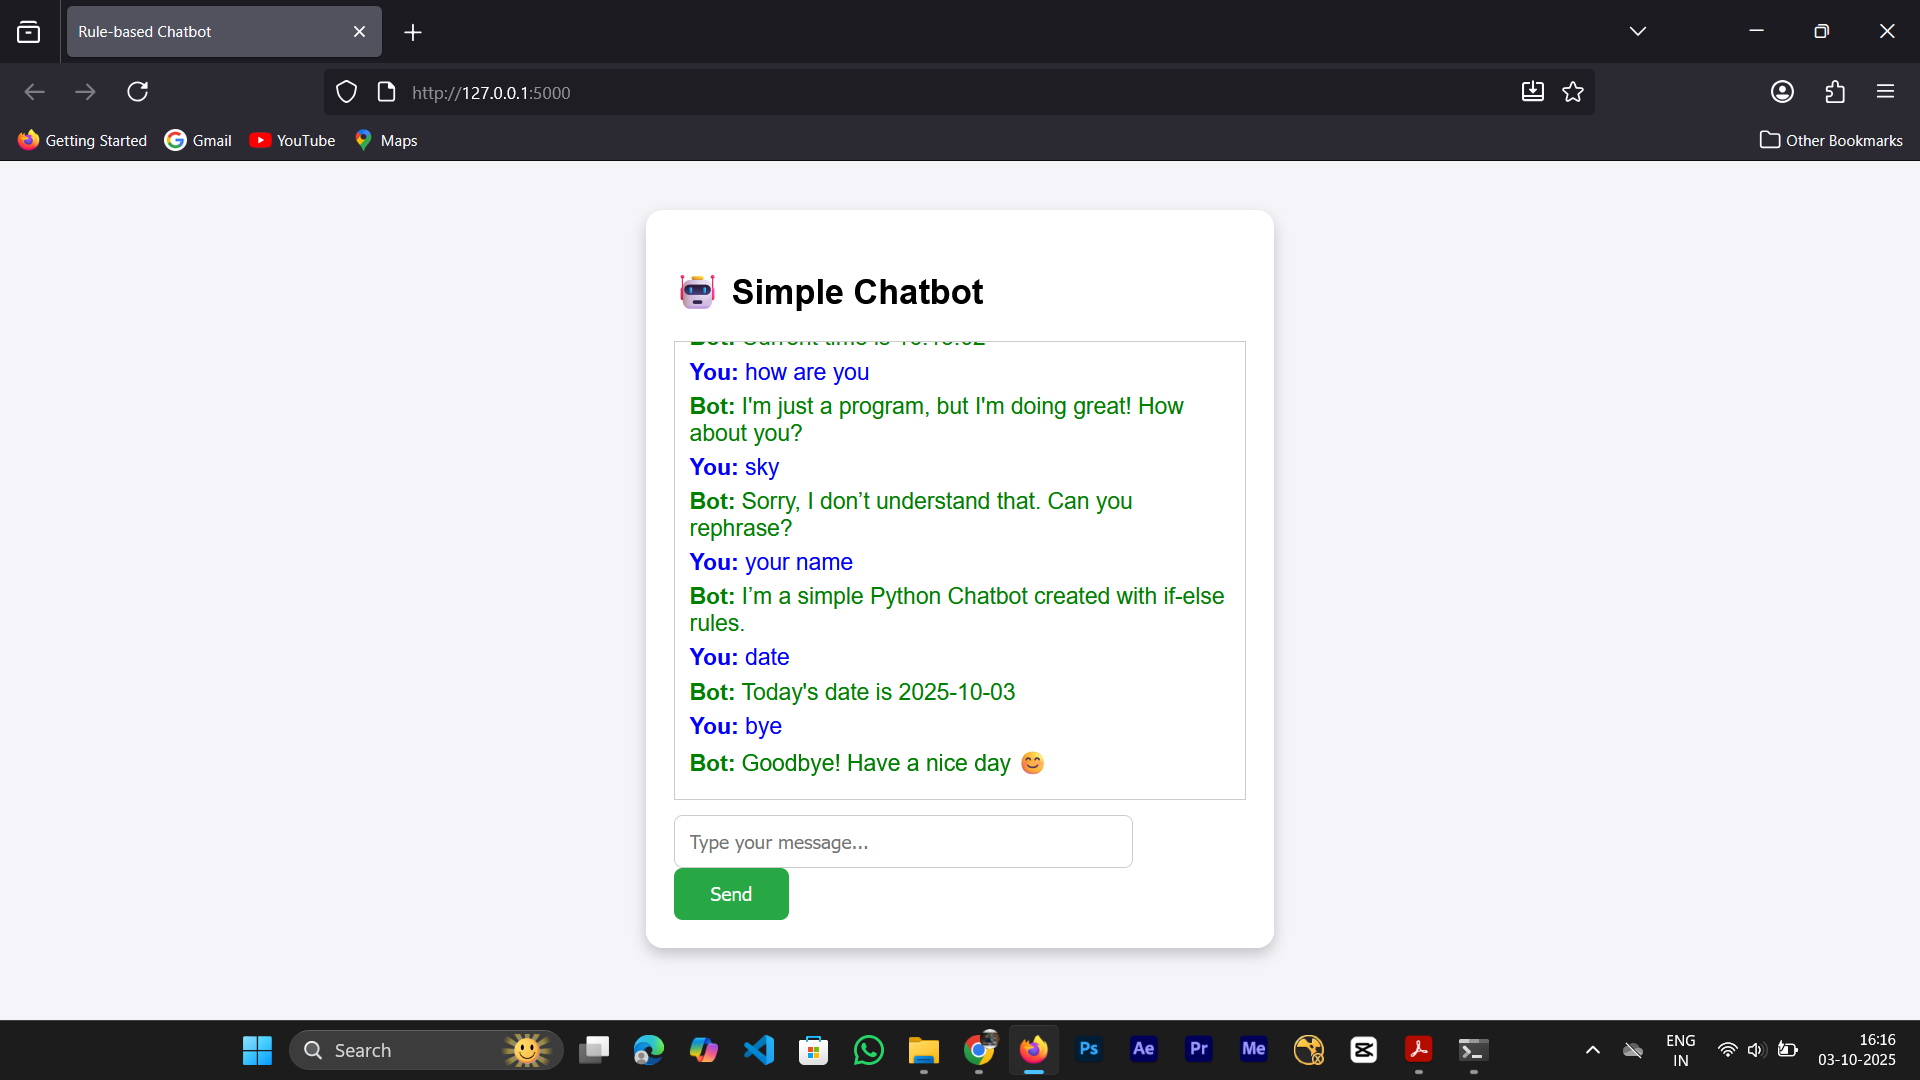 Rule-based Chatbot
http://127.0.0.1:5000
Getting Started
Gmail
YouTube
Maps
Other Bookmarks
Simple Chatbot
You: how are you
Bot: I'm just a program, but I'm doing great! How
about you?
You: sky
Bot: Sorry, I don’t understand that. Can you
rephrase?
You: your name
Bot: I’m a simple Python Chatbot created with if-else
rules.
You: date
Bot: Today's date is 2025-10-03
You: bye
Bot: Goodbye! Have a nice day 😊
Type your message...
Send
Search
Ps
Ae
Pr
Me
ENG
IN
16:16
03-10-2025